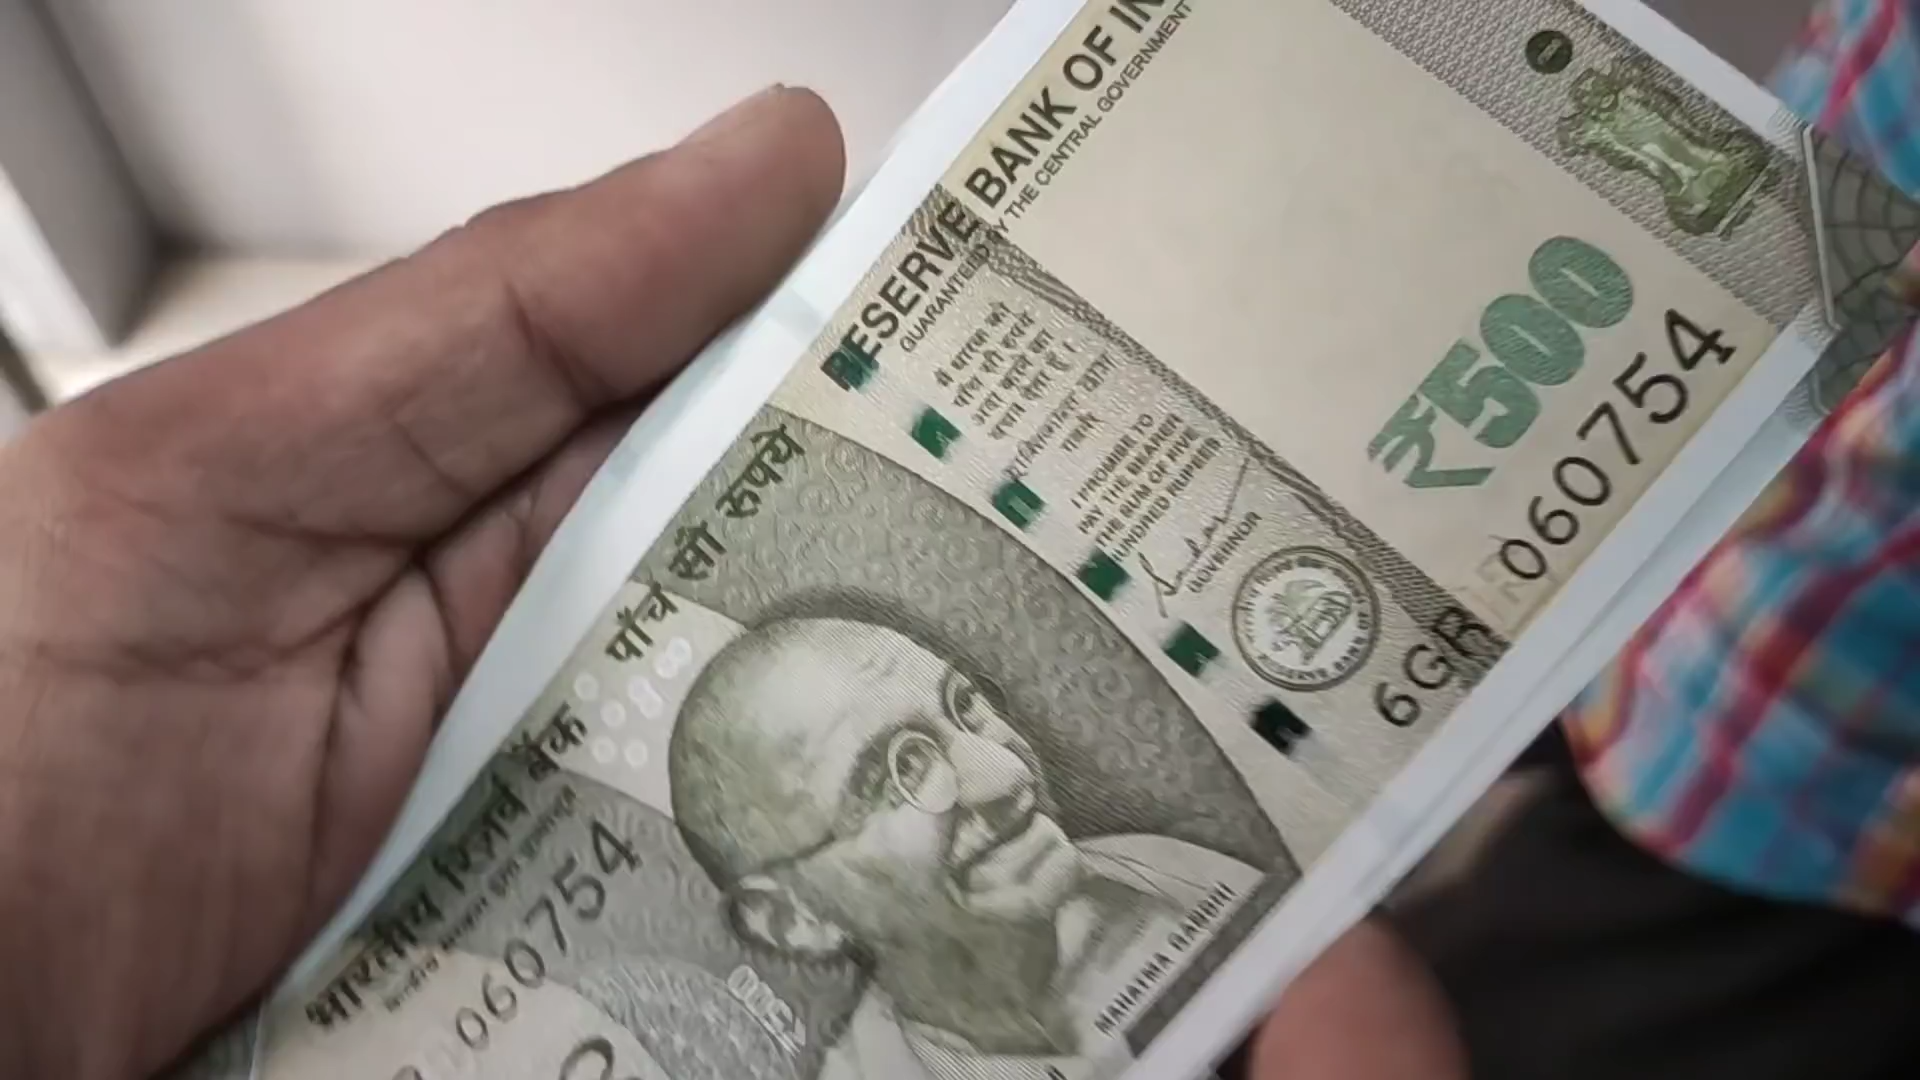 RESERVE BANK OF IN
GUARANTEED BY THE CENTRAL GOVERNMENT
I PROMISE TO
PAY THE BEARER
THE SUM OF FIVE
HUNDRED RUPEES
GOVERNOR
₹500
6GR 060754
पाँच सौ रुपये
भारतीय रिज़र्व बैंक
060754
500
MAHATMA GANDHI